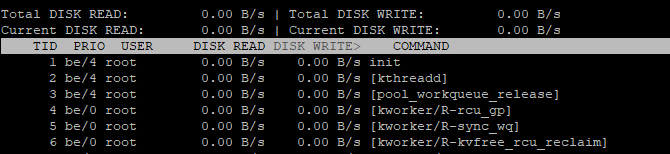 Total DISK READ: 0.00 B/s | Total DISK WRITE: 0.00 B/s
Current DISK READ: 0.00 B/s | Current DISK WRITE: 0.00 B/s
TID PRIO USER DISK READ DISK WRITE> COMMAND
1 be/4 root 0.00 B/s 0.00 B/s init
2 be/4 root 0.00 B/s 0.00 B/s [kthreadd]
3 be/4 root 0.00 B/s 0.00 B/s [pool_workqueue_release]
4 be/0 root 0.00 B/s 0.00 B/s [kworker/R-rcu_gp]
5 be/0 root 0.00 B/s 0.00 B/s [kworker/R-sync_wq]
6 be/0 root 0.00 B/s 0.00 B/s [kworker/R-kvfree_rcu_reclaim]